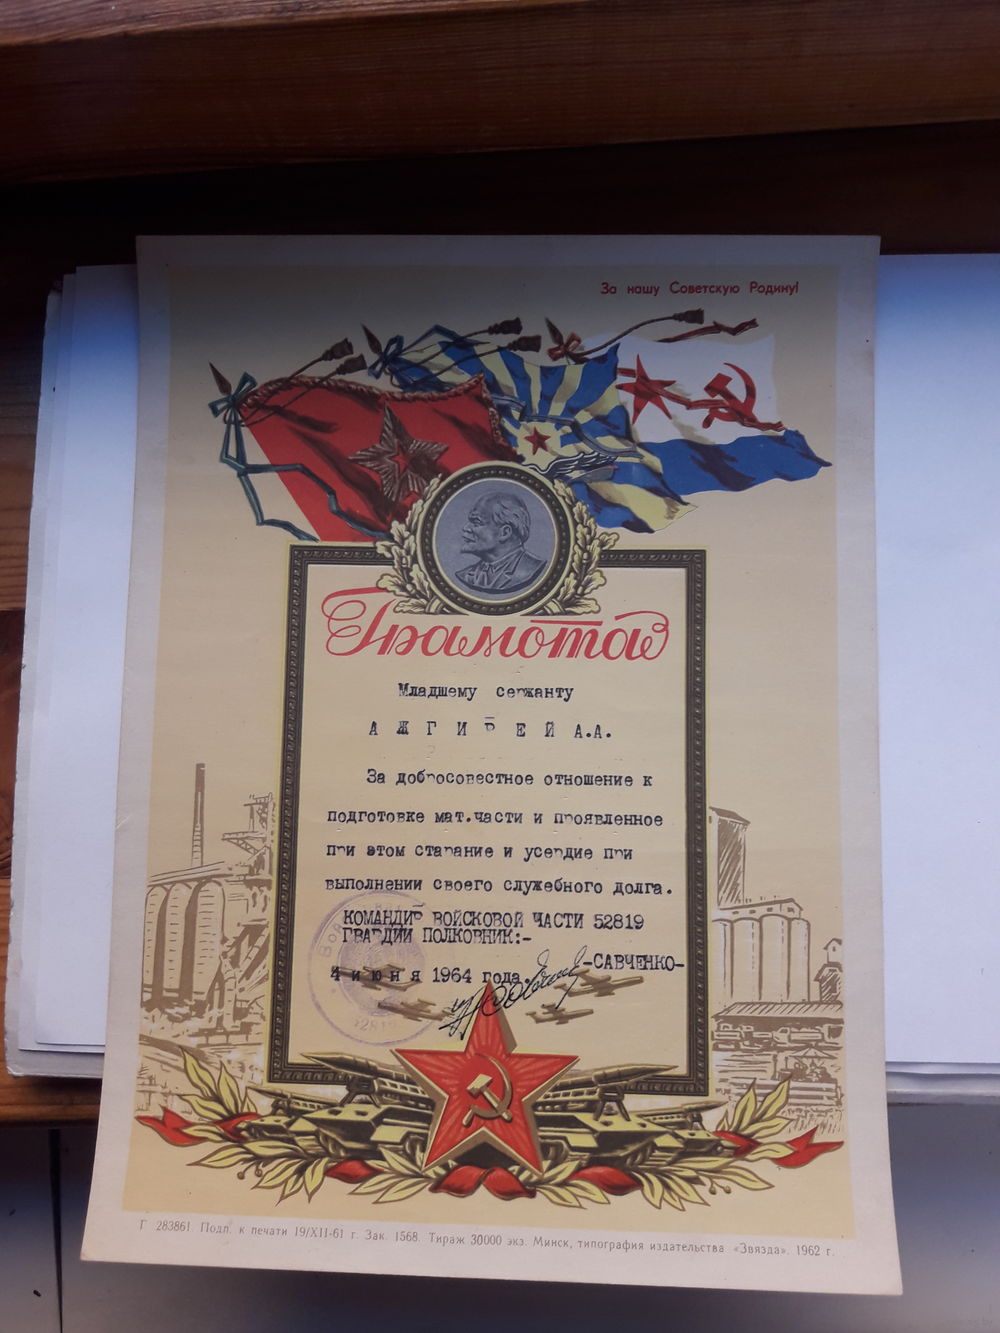 За нашу Советскую Родину!
Грамота
Младшему сержанту
АЖГИРЕЙ А.А.
За добросовестное отношение к
подготовке мат.части и проявленное
при этом старание и усердие при
выполнении своего служебного долга.
КОМАНДИР ВОЙСКОВОЙ ЧАСТИ 52819
ГВАРДИИ ПОЛКОВНИК:-
-САВЧЕНКО-
4 июня 1964 года.
Г 283861. Подп. к печати 19/XII-61 г. Зак. 1568. Тираж 30000 экз. Минск, типография издательства «Звязда». 1962 г.